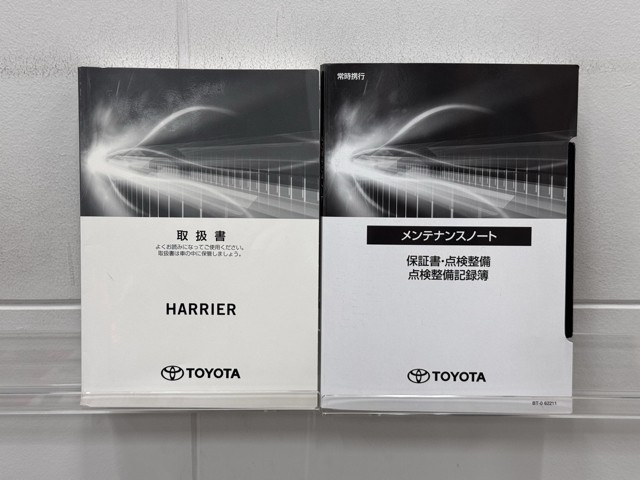 取扱書
よくお読みになってご使用ください。
取扱書は車の中に保管しましょう。
HARRIER
TOYOTA
常時携行
メンテナンスノート
保証書・点検整備
点検整備記録簿
TOYOTA